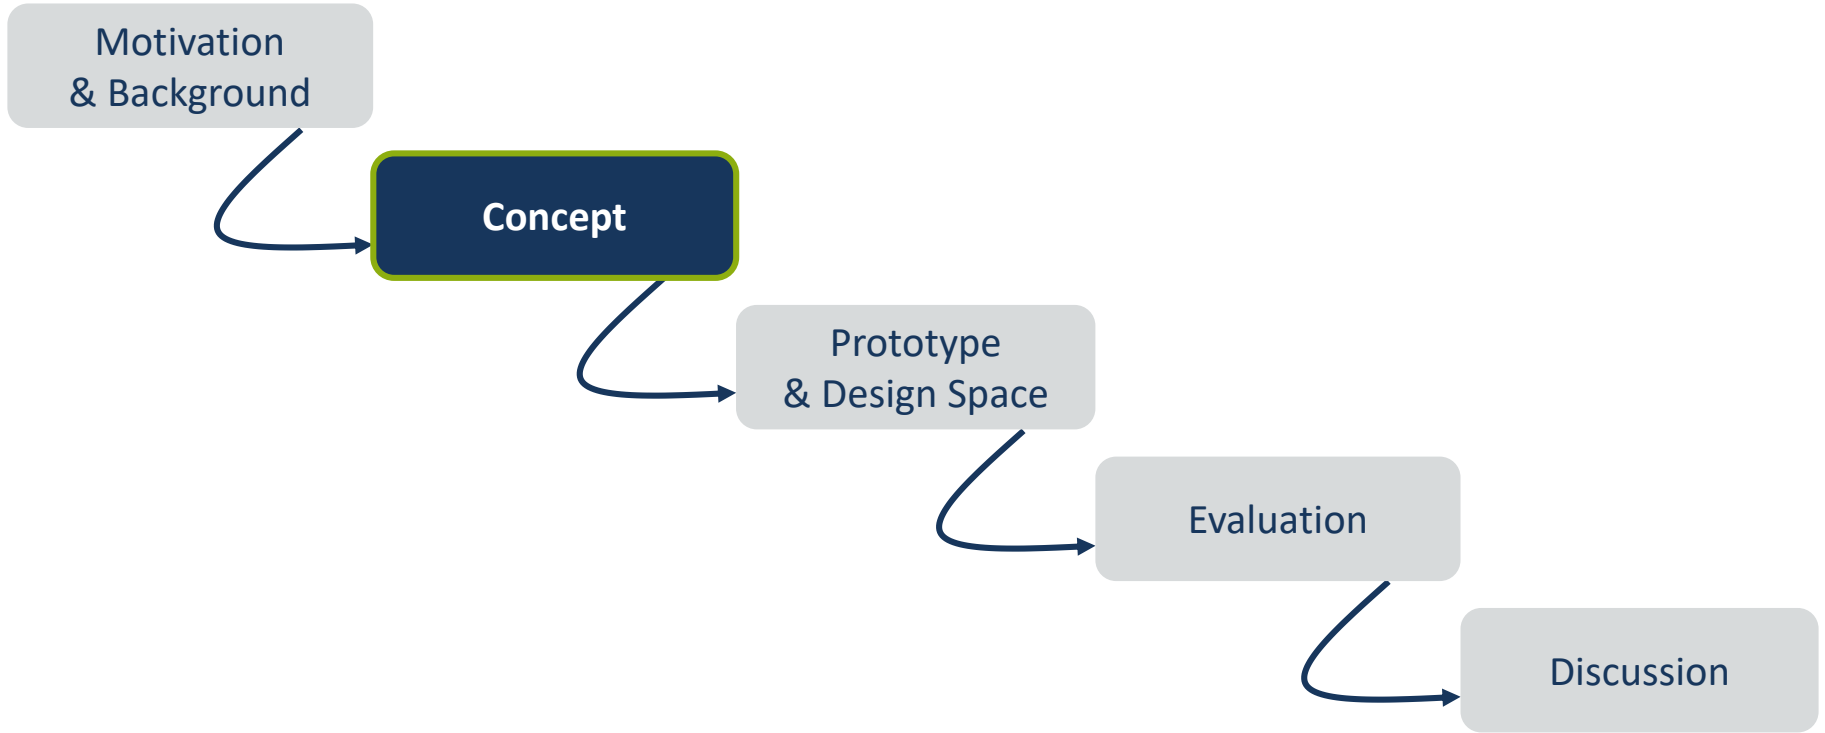 Motivation
& Background
Concept
Prototype
& Design Space
Evaluation
Discussion